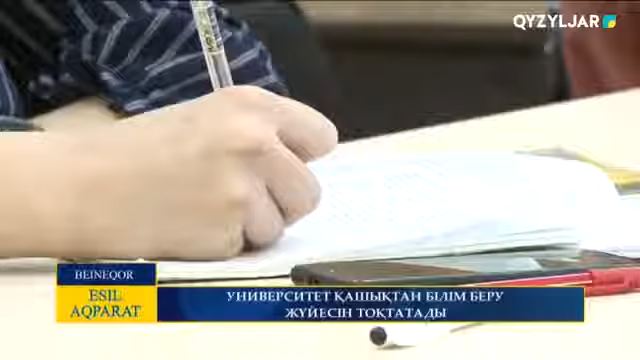 QYZYLJAR
BEINEQOR
ESIL
AQPARAT
УНИВЕРСИТЕТ ҚАШЫҚТАН БІЛІМ БЕРУ
ЖҮЙЕСІН ТОҚТАТАДЫ